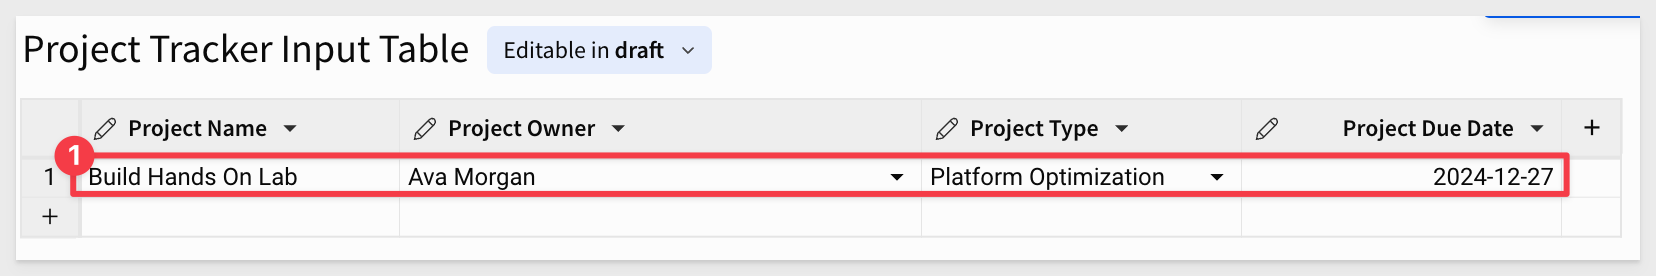 Project Tracker Input Table Editable in draft
Project Name Project Owner Project Type Project Due Date +
1
1 Build Hands On Lab Ava Morgan Platform Optimization 2024-12-27
+